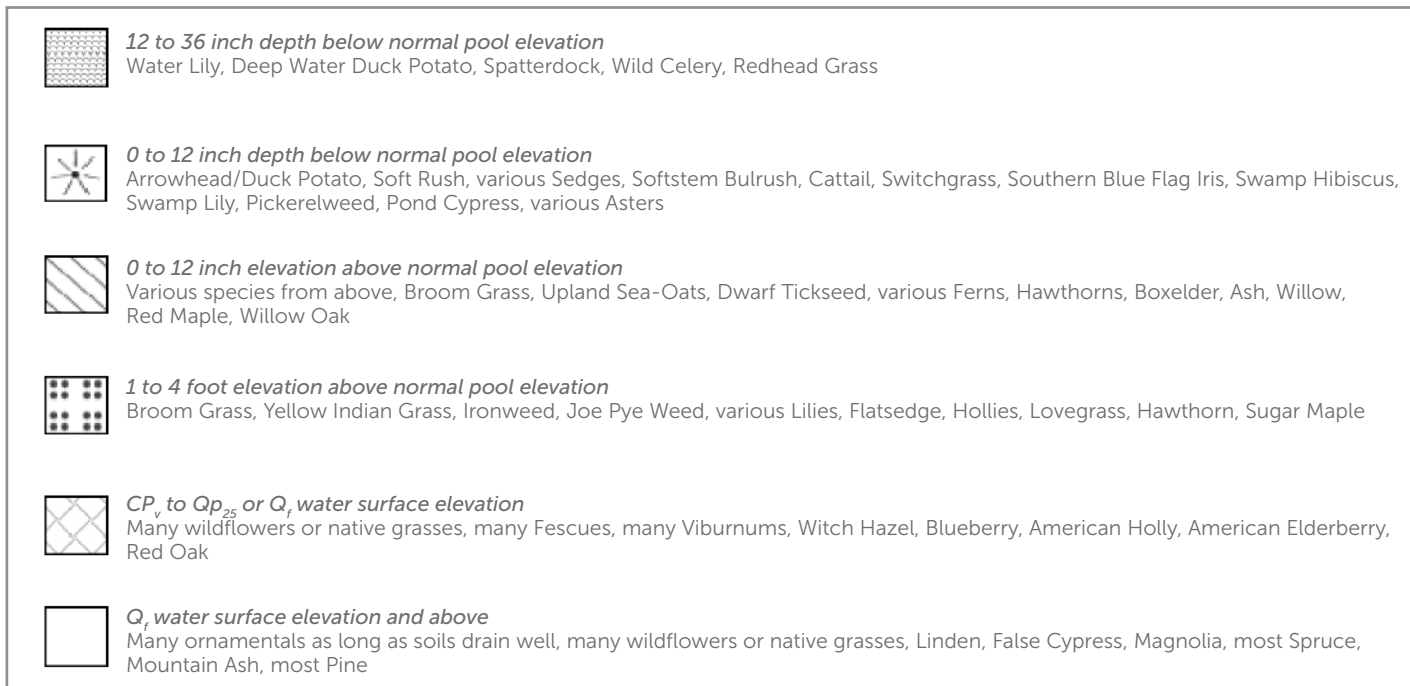 12 to 36 inch depth below normal pool elevation
Water Lily, Deep Water Duck Potato, Spatterdock, Wild Celery, Redhead Grass
0 to 12 inch depth below normal pool elevation
Arrowhead/Duck Potato, Soft Rush, various Sedges, Softstem Bulrush, Cattail, Switchgrass, Southern Blue Flag Iris, Swamp Hibiscus,
Swamp Lily, Pickerelweed, Pond Cypress, various Asters
0 to 12 inch elevation above normal pool elevation
Various species from above, Broom Grass, Upland Sea-Oats, Dwarf Tickseed, various Ferns, Hawthorns, Boxelder, Ash, Willow,
Red Maple, Willow Oak
1 to 4 foot elevation above normal pool elevation
Broom Grass, Yellow Indian Grass, Ironweed, Joe Pye Weed, various Lilies, Flatsedge, Hollies, Lovegrass, Hawthorn, Sugar Maple
CPv to Qp25 or Qf water surface elevation
Many wildflowers or native grasses, many Fescues, many Viburnums, Witch Hazel, Blueberry, American Holly, American Elderberry,
Red Oak
Qf water surface elevation and above
Many ornamentals as long as soils drain well, many wildflowers or native grasses, Linden, False Cypress, Magnolia, most Spruce,
Mountain Ash, most Pine